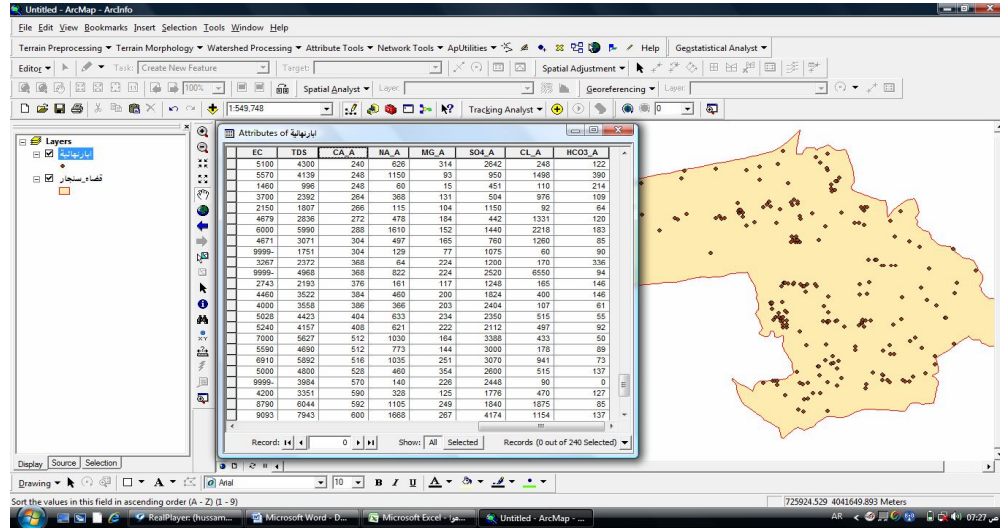 Untitled - ArcMap - ArcInfo
File Edit View Bookmarks Insert Selection Tools Window Help
Terrain Preprocessing Terrain Morphology Watershed Processing Attribute Tools Network Tools ApUtilities Help Gegstatistical Analyst
Editor Task: Create New Feature Target: Spatial Adjustment
100% Spatial Analyst Layer: Georeferencing Layer:
1:549,748 Tracking Analyst 0
Layers
ابارنهائية
قضاء_سنجار
Attributes of ابارنهائية
EC TDS CA_A NA_A MG_A SO4_A CL_A HCO3_A
5100 4300 240 626 314 2642 248 122
5570 4139 248 1150 93 950 1498 390
1460 996 248 60 15 451 110 214
3700 2392 264 368 131 504 976 109
2150 1807 266 115 104 1150 92 64
4679 2836 272 478 184 442 1331 120
6000 5990 288 1610 152 1440 2218 183
4671 3071 304 497 165 760 1260 85
9999- 1751 304 129 77 1075 60 90
3267 2372 368 64 224 1200 170 336
9999- 4968 368 822 224 2520 6550 94
2743 2193 376 161 117 1248 165 146
4460 3522 384 460 200 1824 400 146
4000 3558 386 366 203 2404 107 61
5028 4423 404 633 234 2350 515 55
5240 4157 408 621 222 2112 497 92
7000 5627 512 1030 164 3388 433 50
5590 4690 512 773 144 3000 178 89
6910 5892 516 1035 251 3070 941 73
5000 4800 528 460 354 2600 515 137
9999- 3984 570 140 226 2448 90 0
4200 3351 590 328 125 1776 470 127
8790 6044 592 1105 249 1840 1875 85
9093 7943 600 1668 267 4174 1154 137
Record: 0 Show: All Selected Records (0 out of 240 Selected)
Display Source Selection
Drawing A Arial 10 B I U A
Sort the values in this field in ascending order (A - Z) (1 - 9)
725924.529 4041649.893 Meters
RealPlayer: (hussam... Microsoft Word - D... Microsoft Excel - هوا... Untitled - ArcMap - ... AR 07:27 ص